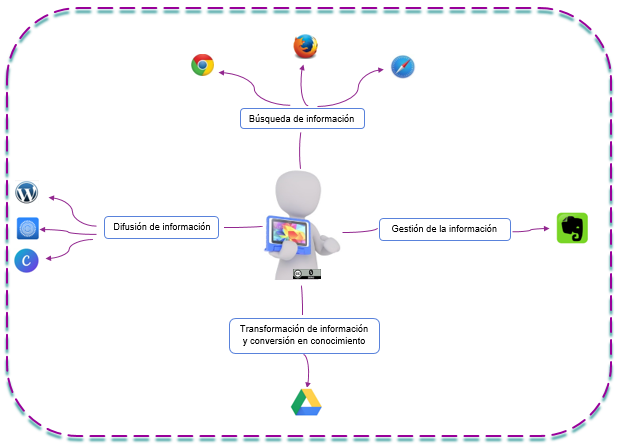 Búsqueda de información
Difusión de información
Gestión de la información
Transformación de información
y conversión en conocimiento